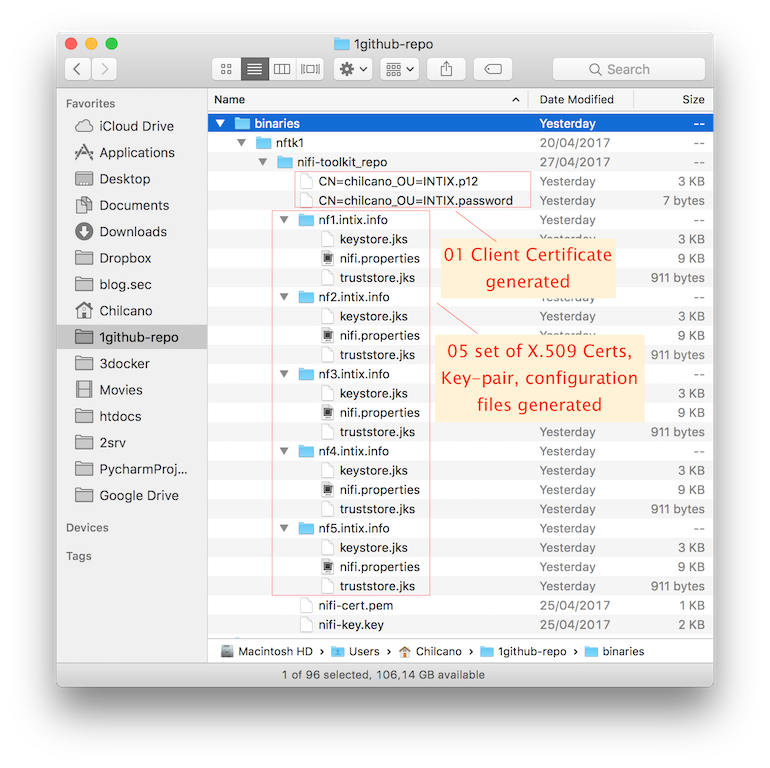 1github-repo
Search
Favorites
iCloud Drive
Applications
Desktop
Documents
Downloads
Dropbox
blog.sec
Chilcano
1github-repo
3docker
Movies
htdocs
2srv
PycharmProj...
Google Drive
Devices
Tags
Name Date Modified Size
binaries Yesterday --
nftk1 20/04/2017 --
nifi-toolkit_repo 27/04/2017 --
CN=chilcano_OU=INTIX.p12 Yesterday 3 KB
CN=chilcano_OU=INTIX.password Yesterday 7 bytes
nf1.intix.info Yesterday --
keystore.jks Yesterday 3 KB
nifi.properties Yesterday 9 KB
truststore.jks Yesterday 911 bytes
nf2.intix.info Yesterday --
keystore.jks Yesterday 3 KB
nifi.properties Yesterday 9 KB
truststore.jks Yesterday 911 bytes
nf3.intix.info Yesterday --
keystore.jks Yesterday 3 KB
nifi.properties Yesterday 9 KB
truststore.jks Yesterday 911 bytes
nf4.intix.info Yesterday --
keystore.jks Yesterday 3 KB
nifi.properties Yesterday 9 KB
truststore.jks Yesterday 911 bytes
nf5.intix.info Yesterday --
keystore.jks Yesterday 3 KB
nifi.properties Yesterday 9 KB
truststore.jks Yesterday 911 bytes
nifi-cert.pem 25/04/2017 1 KB
nifi-key.key 25/04/2017 2 KB
01 Client Certificate
generated
05 set of X.509 Certs,
Key-pair, configuration
files generated
Macintosh HD › Users › Chilcano › 1github-repo › binaries
1 of 96 selected, 106,14 GB available